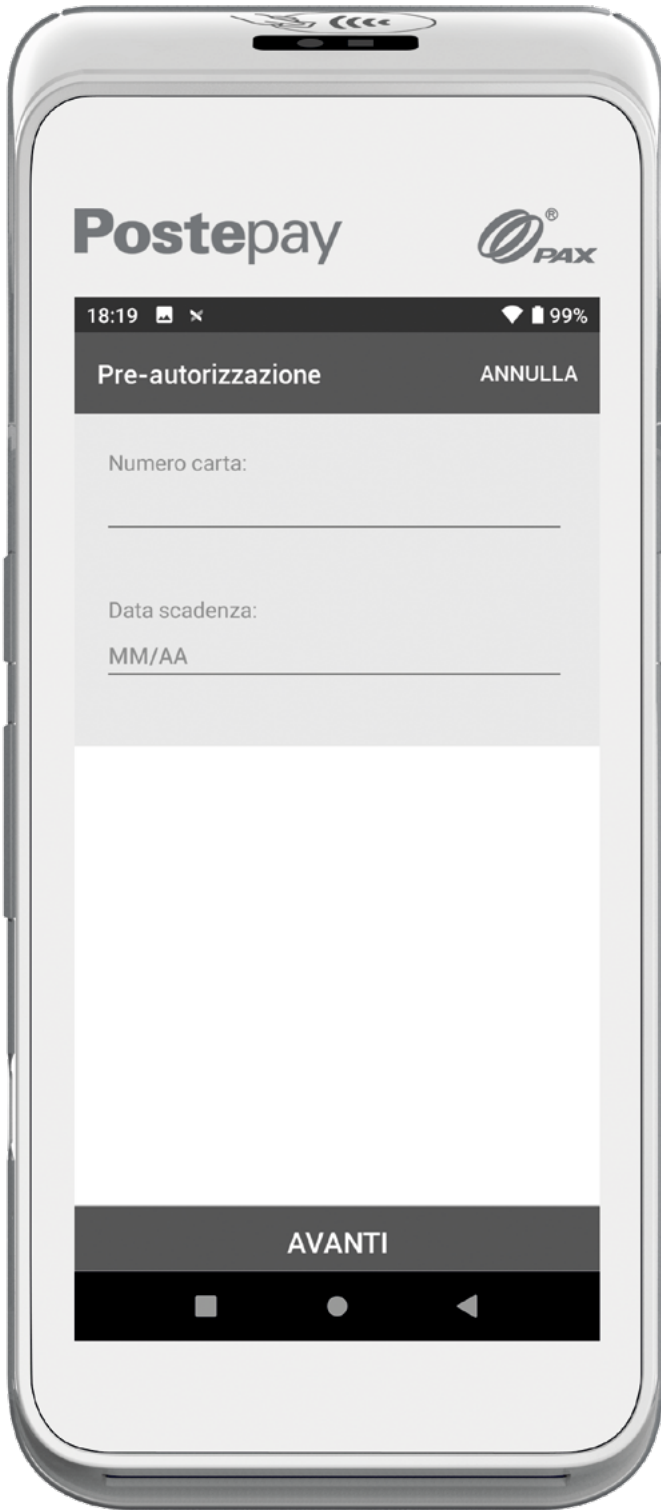 Postepay
® PAX
18:19 99%
Pre-autorizzazione ANNULLA
Numero carta:
Data scadenza:
MM/AA
AVANTI